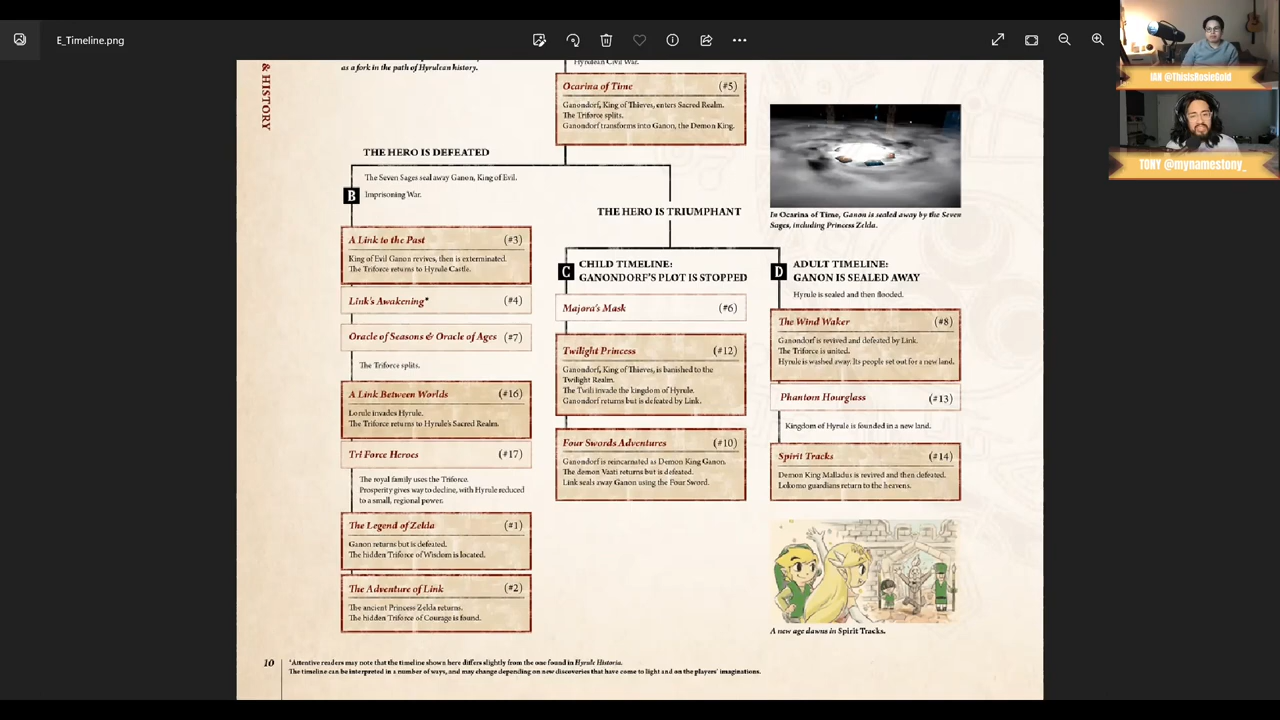 E_Timeline.png
IAN @ThisIsRosieGold
TONY @mynamestony_
& HISTORY
as a fork in the path of Hyrulean history.
Hyrulean Civil War.
Ocarina of Time (#5)
Ganondorf, King of Thieves, enters Sacred Realm.
The Triforce splits.
Ganondorf transforms into Ganon, the Demon King.
THE HERO IS DEFEATED
The Seven Sages seal away Ganon, King of Evil.
B Imprisoning War.
A Link to the Past (#3)
King of Evil Ganon revives, then is exterminated.
The Triforce returns to Hyrule Castle.
Link's Awakening* (#4)
Oracle of Seasons & Oracle of Ages (#7)
The Triforce splits.
A Link Between Worlds (#16)
Lorule invades Hyrule.
The Triforce returns to Hyrule's Sacred Realm.
Tri Force Heroes (#17)
The royal family uses the Triforce.
Prosperity gives way to decline, with Hyrule reduced
to a small, regional power.
The Legend of Zelda (#1)
Ganon returns but is defeated.
The hidden Triforce of Wisdom is located.
The Adventure of Link (#2)
The ancient Princess Zelda returns.
The hidden Triforce of Courage is found.
THE HERO IS TRIUMPHANT
C CHILD TIMELINE:
GANONDORF'S PLOT IS STOPPED
Majora's Mask (#6)
Twilight Princess (#12)
Ganondorf, King of Thieves, is banished to the
Twilight Realm.
The Twili invade the kingdom of Hyrule.
Ganondorf returns but is defeated by Link.
Four Swords Adventures (#10)
Ganondorf is reincarnated as Demon King Ganon.
The demon Vaati returns but is defeated.
Link seals away Ganon using the Four Sword.
In Ocarina of Time, Ganon is sealed away by the Seven
Sages, including Princess Zelda.
D ADULT TIMELINE:
GANON IS SEALED AWAY
Hyrule is sealed and then flooded.
The Wind Waker (#8)
Ganondorf is revived and defeated by Link.
The Triforce is united.
Hyrule is washed away. Its people set out for a new land.
Phantom Hourglass (#13)
Kingdom of Hyrule is founded in a new land.
Spirit Tracks (#14)
Demon King Malladus is revived and then defeated.
Lokomo guardians return to the heavens.
A new age dawns in Spirit Tracks.
10
*Attentive readers may note that the timeline shown here differs slightly from the one found in Hyrule Historia.
The timeline can be interpreted in a number of ways, and may change depending on new discoveries that have come to light and on the players' imaginations.